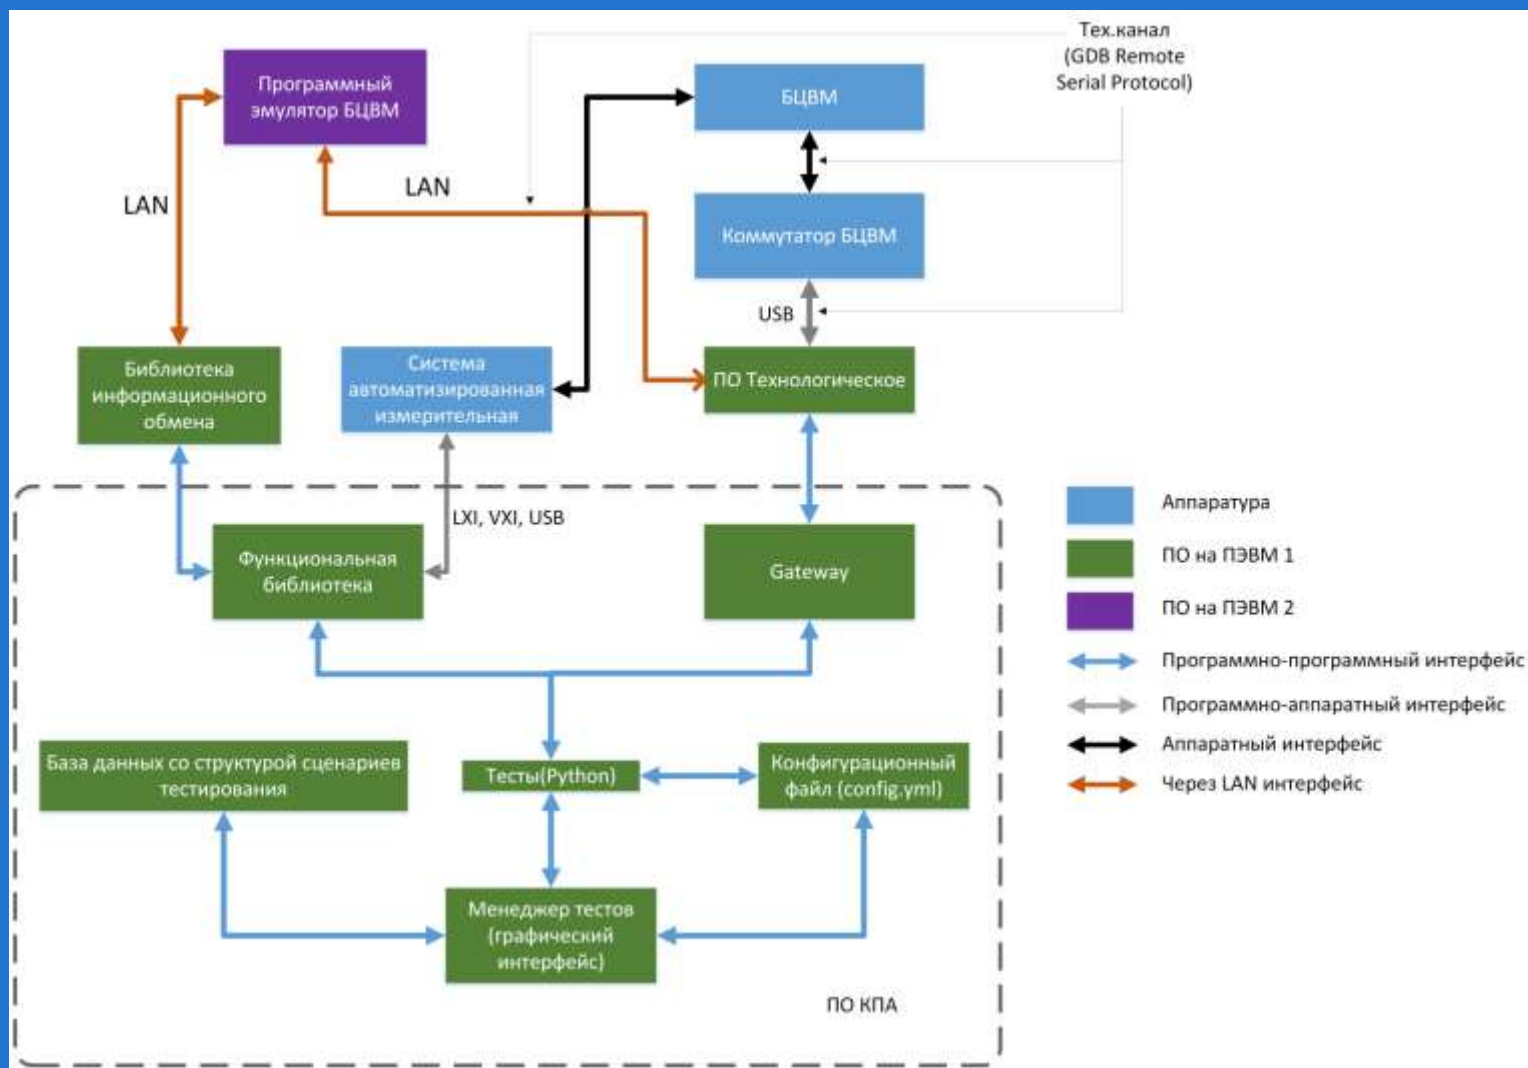 Тех.канал
(GDB Remote
Serial Protocol)
Программный
эмулятор БЦВМ
БЦВМ
LAN
LAN
Коммутатор БЦВМ
USB
Библиотека
информационного
обмена
Система
автоматизированная
измерительная
ПО Технологическое
LXI, VXI, USB
Функциональная
библиотека
Gateway
База данных со структурой сценариев
тестирования
Тесты(Python)
Конфигурационный
файл (config.yml)
Менеджер тестов
(графический
интерфейс)
ПО КПА
Аппаратура
ПО на ПЭВМ 1
ПО на ПЭВМ 2
Программно-программный интерфейс
Программно-аппаратный интерфейс
Аппаратный интерфейс
Через LAN интерфейс